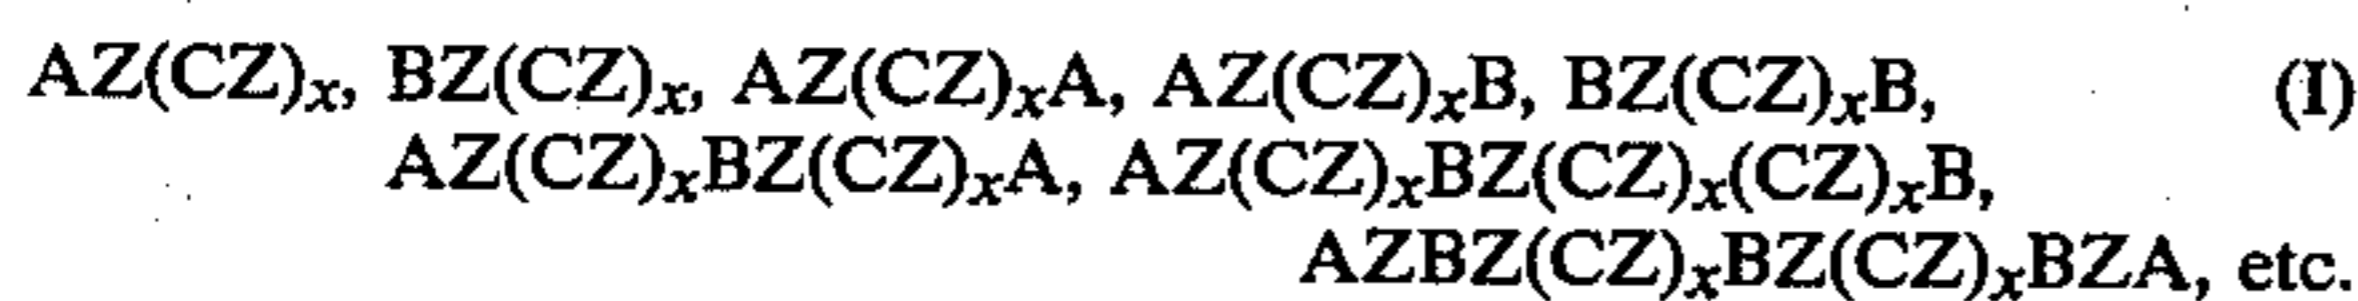 AZ(CZ)x, BZ(CZ)x, AZ(CZ)xA, AZ(CZ)xB, BZ(CZ)xB, (I)
AZ(CZ)xBZ(CZ)xA, AZ(CZ)xBZ(CZ)x(CZ)xB,
AZBZ(CZ)xBZ(CZ)xBZA, etc.